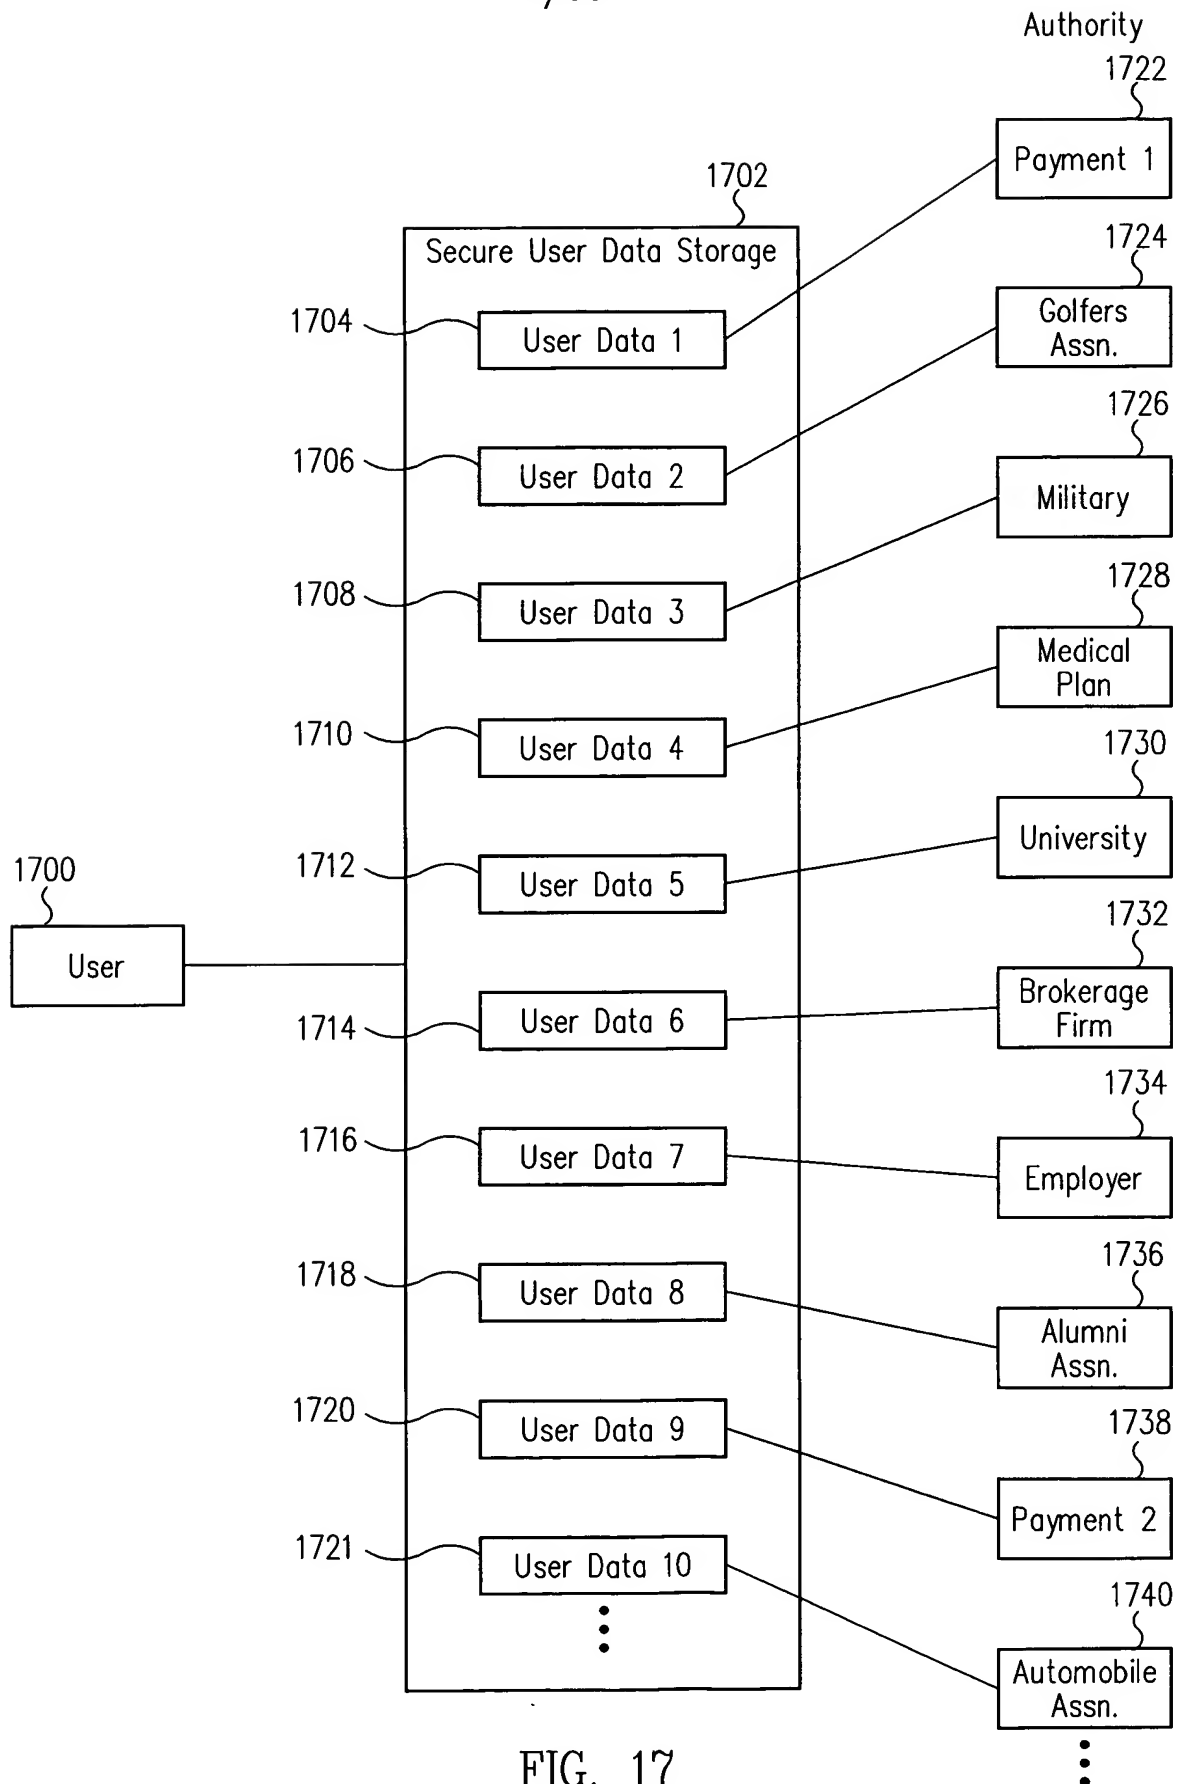 Authority
1722
Payment 1
1702
1724
Secure User Data Storage
Golfers
Assn.
1704
User Data 1
1726
1706
User Data 2
Military
1728
1708
User Data 3
Medical
Plan
1710
User Data 4
1730
University
1700
1712
User Data 5
1732
User
Brokerage
Firm
1714
User Data 6
1734
1716
User Data 7
Employer
1736
1718
User Data 8
Alumni
Assn.
1720
User Data 9
1738
Payment 2
1721
User Data 10
1740
Automobile
Assn.
FIG. 17